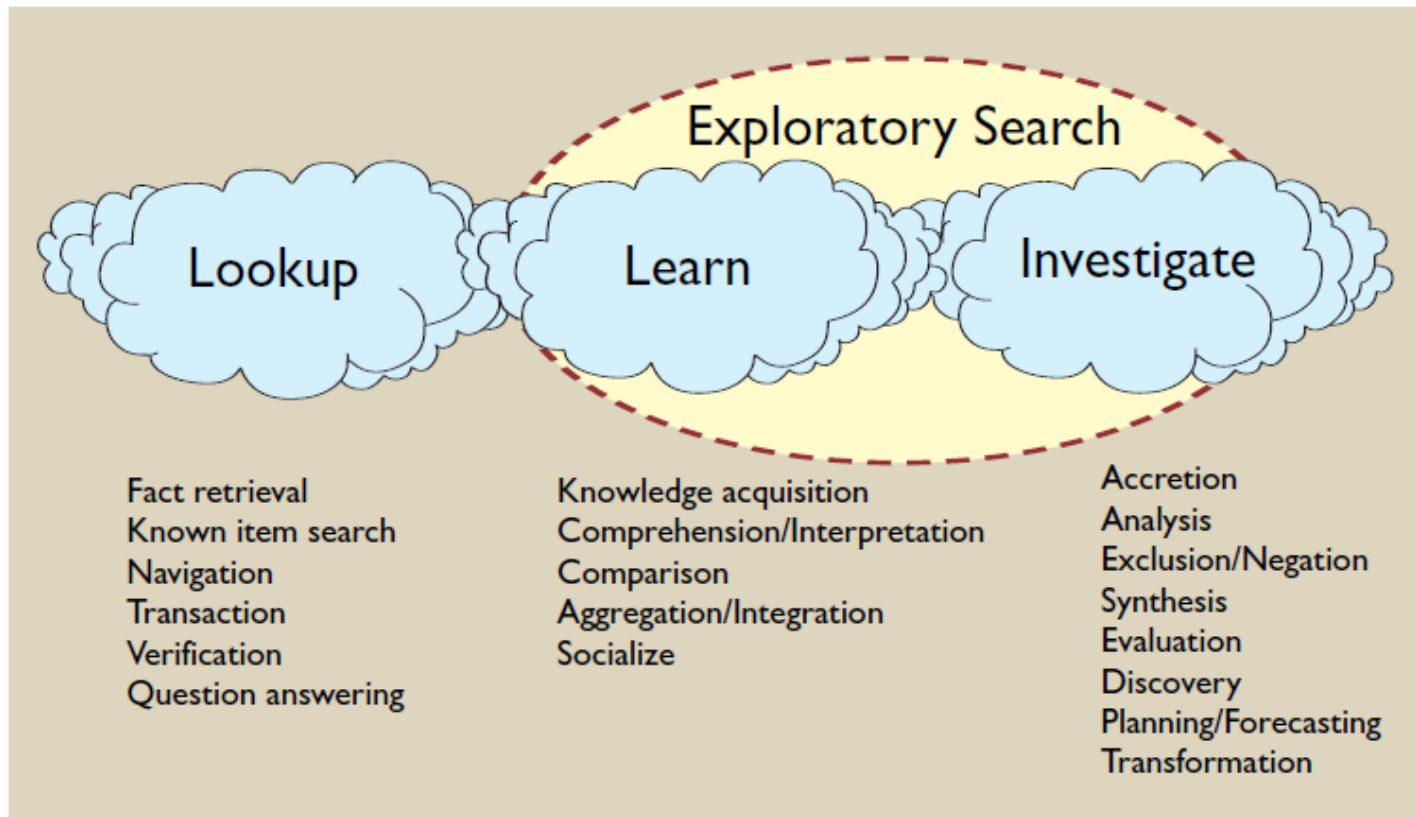 Exploratory Search
Lookup
Learn
Investigate
Fact retrieval
Known item search
Navigation
Transaction
Verification
Question answering
Knowledge acquisition
Comprehension/Interpretation
Comparison
Aggregation/Integration
Socialize
Accretion
Analysis
Exclusion/Negation
Synthesis
Evaluation
Discovery
Planning/Forecasting
Transformation